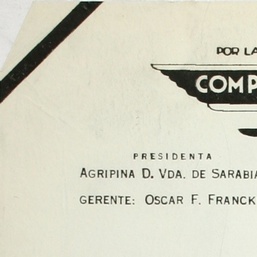 POR LA
COMP
PRESIDENTA
AGRIPINA D. VDA. DE SARABIA
GERENTE: OSCAR F. FRANCK